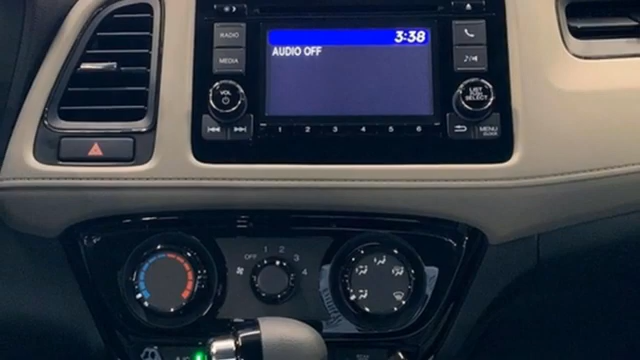 3:38
AUDIO OFF
RADIO
MEDIA
VOL
LIST
SELECT
1 2 3 4 5 6
MENU
OFF 1 2 3 4